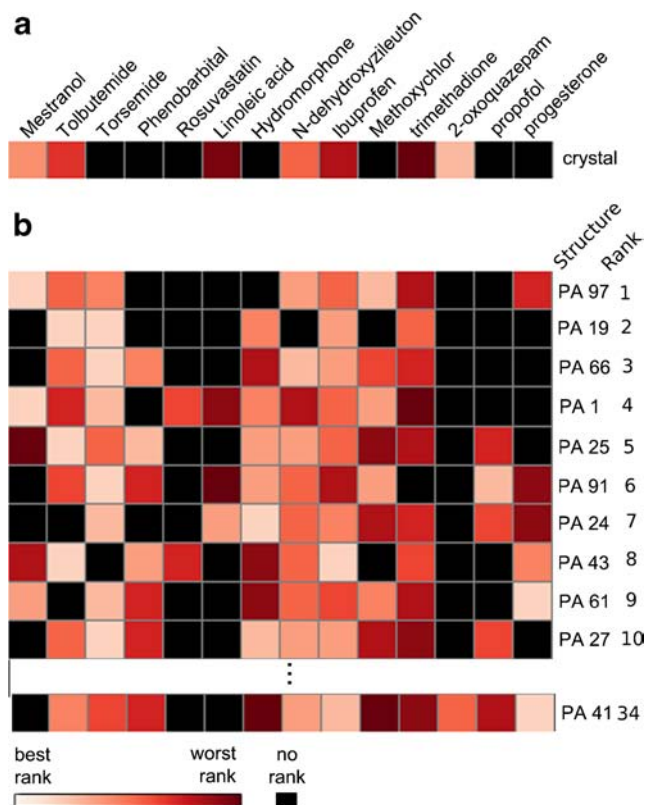 a
Mestranol
Tolbutemide
Torsemide
Phenobarbital
Rosuvastatin
Linoleic acid
Hydromorphone
N-dehydroxyzileuton
Ibuprofen
Methoxychlor
trimethadione
2-oxoquazepam
propofol
progesterone
crystal
b
Structure Rank
PA 97 1
PA 19 2
PA 66 3
PA 1 4
PA 25 5
PA 91 6
PA 24 7
PA 43 8
PA 61 9
PA 27 10
⋮
PA 41 34
best rank worst rank no rank